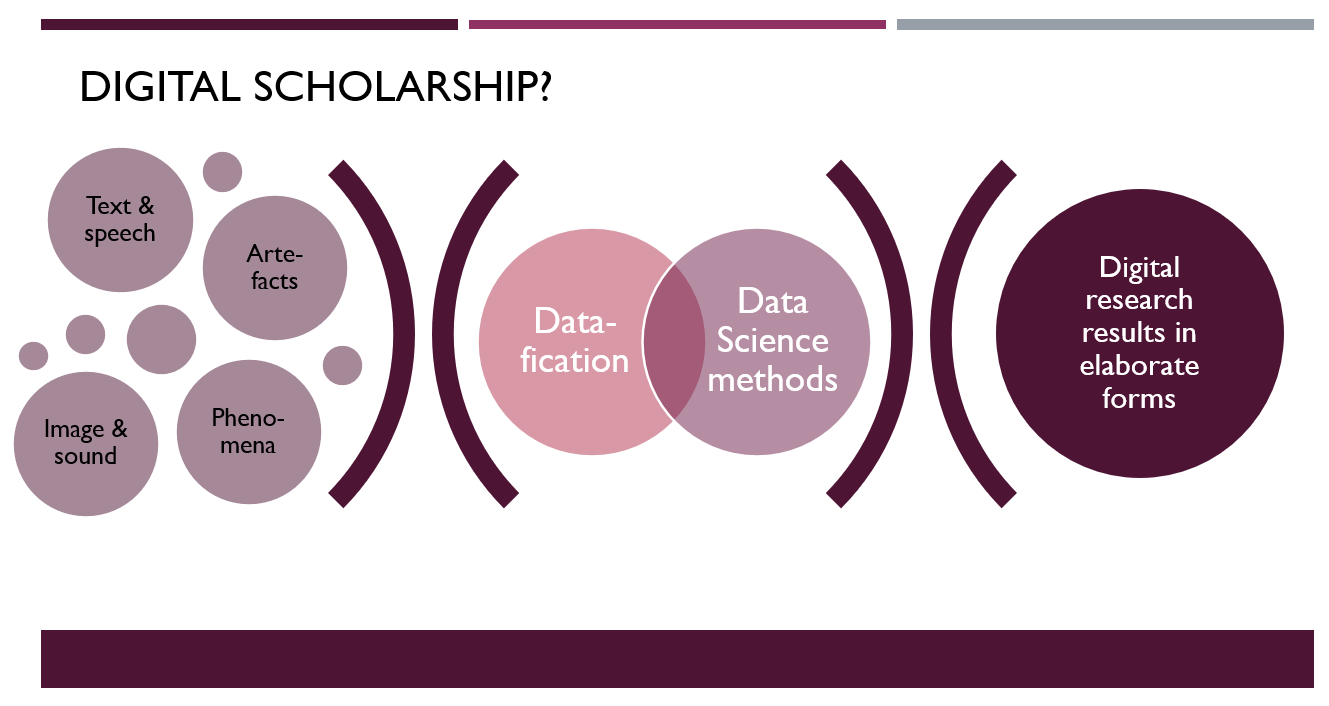 DIGITAL SCHOLARSHIP?
Text &
speech
Arte-
facts
Image &
sound
Pheno-
mena
Data-
fication
Data
Science
methods
Digital
research
results in
elaborate
forms